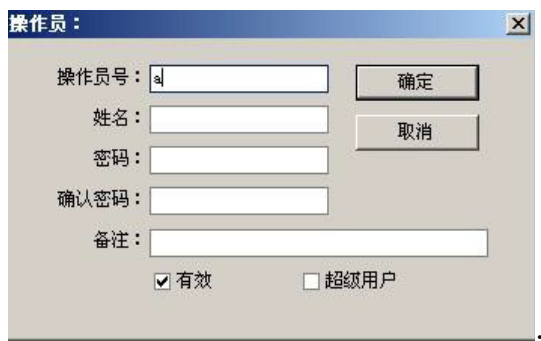 操作员：
操作员号： a 确定
姓名： 取消
密码：
确认密码：
备注：
有效 超级用户
.